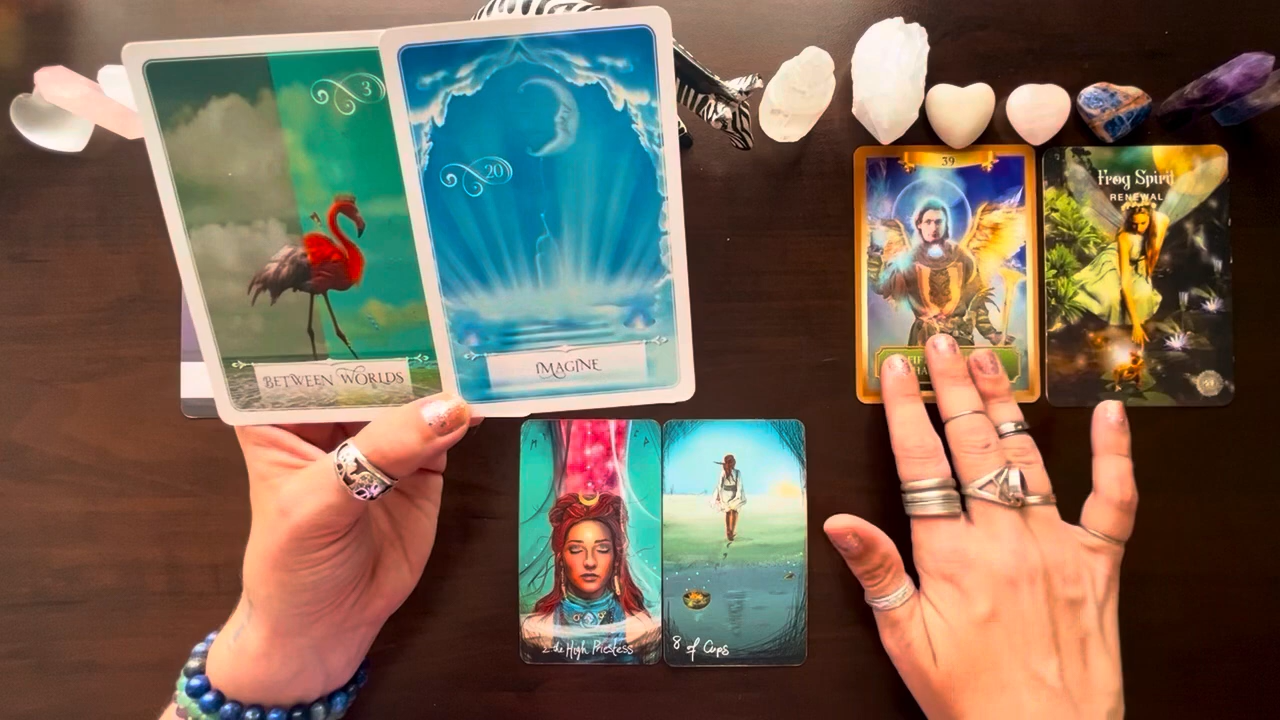 3
BETWEEN WORLDS
20
IMAGINE
39
Frog Spirit
RENEWAL
2 the High Priestess
8 of Cups